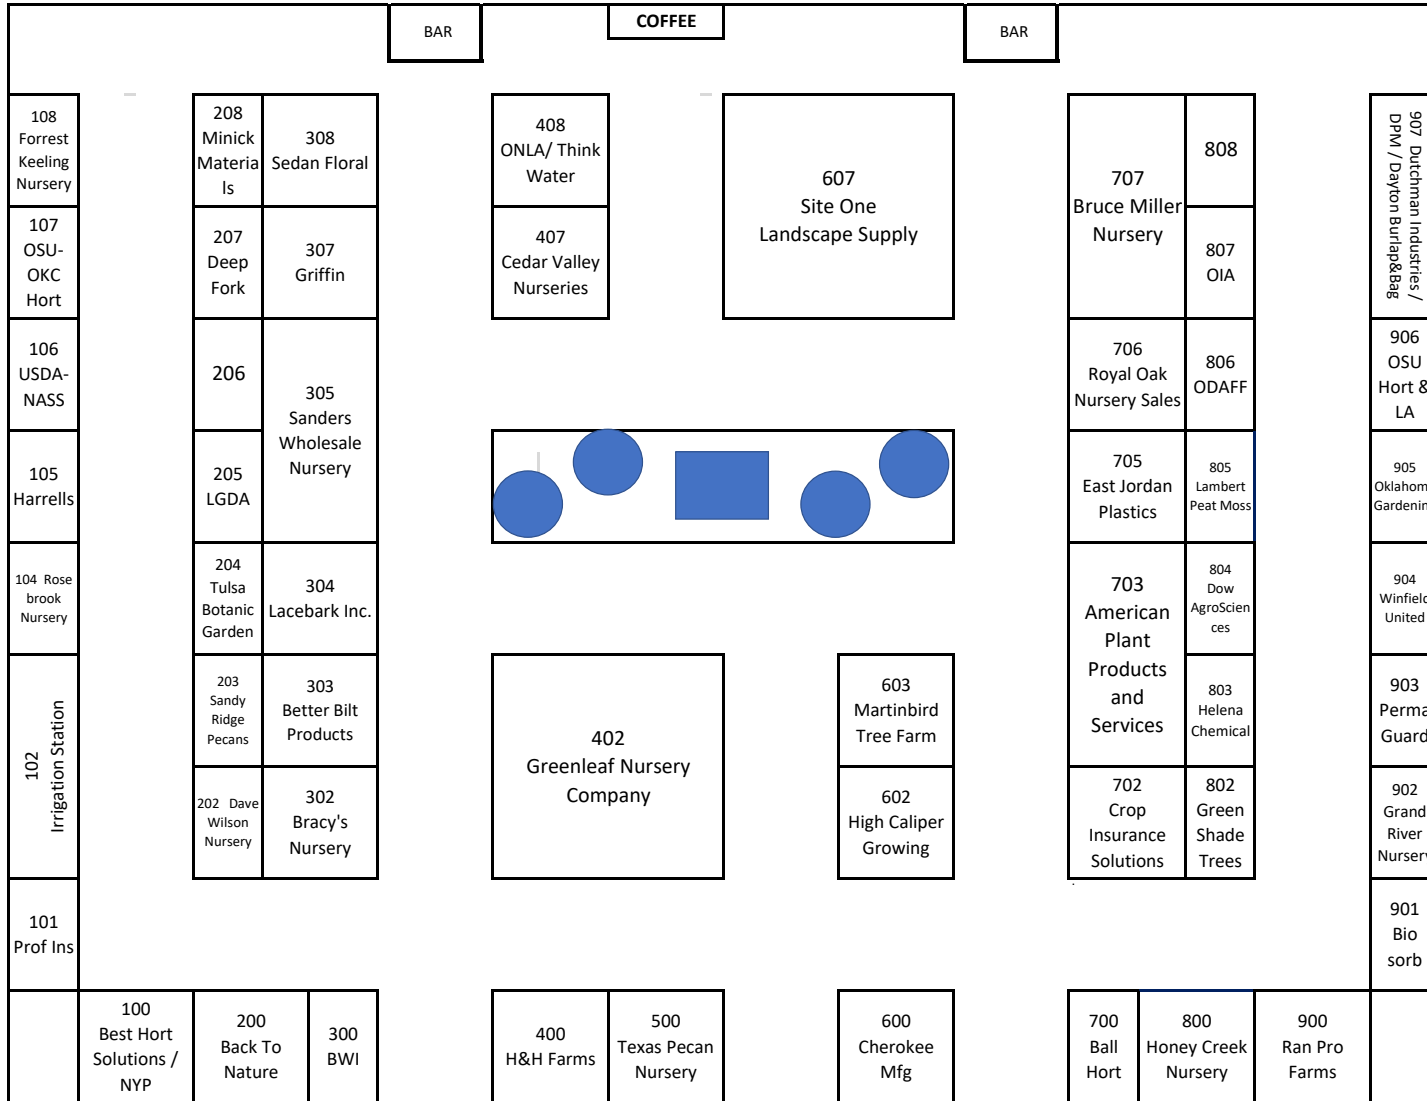 BAR
COFFEE
BAR
108
Forrest
Keeling
Nursery
208
Minick
Materia
ls
308
Sedan Floral
408
ONLA/ Think
Water
607
Site One
Landscape Supply
707
Bruce Miller
Nursery
808
907 Dutchman Industries /
DPM / Dayton Burlap&Bag
107
OSU-
OKC
Hort
207
Deep
Fork
307
Griffin
407
Cedar Valley
Nurseries
807
OIA
106
USDA-
NASS
206
305
Sanders
Wholesale
Nursery
706
Royal Oak
Nursery Sales
806
ODAFF
906
OSU
Hort &
LA
105
Harrells
205
LGDA
705
East Jordan
Plastics
805
Lambert
Peat Moss
905
Oklahom
Gardenin
104 Rose
brook
Nursery
204
Tulsa
Botanic
Garden
304
Lacebark Inc.
703
American
Plant
Products
and
Services
804
Dow
AgroScien
ces
904
Winfield
United
102
Irrigation Station
203
Sandy
Ridge
Pecans
303
Better Bilt
Products
402
Greenleaf Nursery
Company
603
Martinbird
Tree Farm
803
Helena
Chemical
903
Perma
Guard
202 Dave
Wilson
Nursery
302
Bracy's
Nursery
602
High Caliper
Growing
702
Crop
Insurance
Solutions
802
Green
Shade
Trees
902
Grand
River
Nursery
101
Prof Ins
901
Bio
sorb
100
Best Hort
Solutions /
NYP
200
Back To
Nature
300
BWI
400
H&H Farms
500
Texas Pecan
Nursery
600
Cherokee
Mfg
700
Ball
Hort
800
Honey Creek
Nursery
900
Ran Pro
Farms